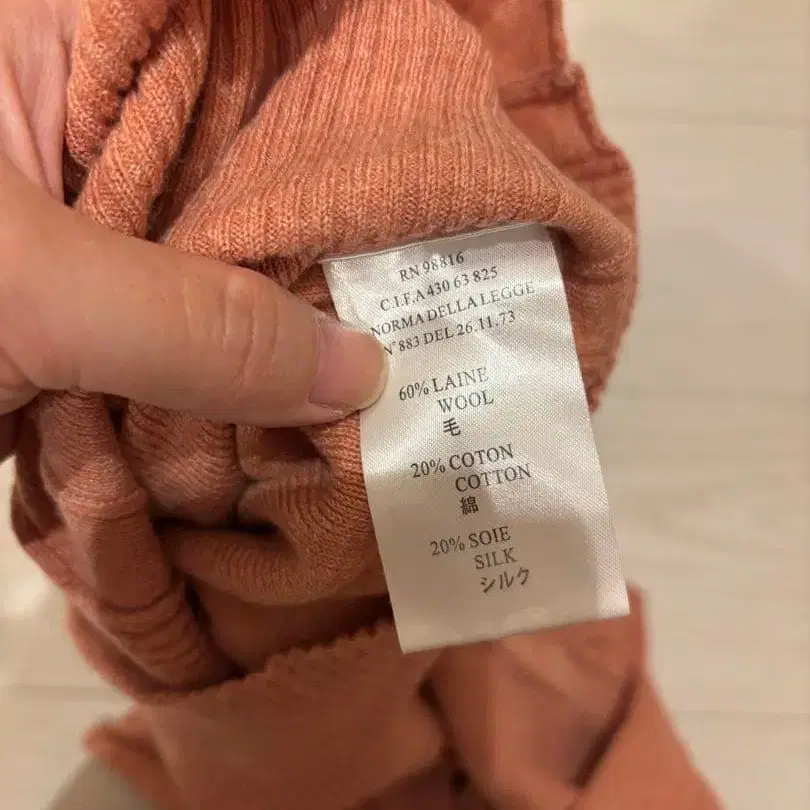 RN 98816
C.I.F.A 430 63 825
NORMA DELLA LEGGE
N° 883 DEL 26.11.73
60% LAINE
WOOL
毛
20% COTON
COTTON
綿
20% SOIE
SILK
シルク